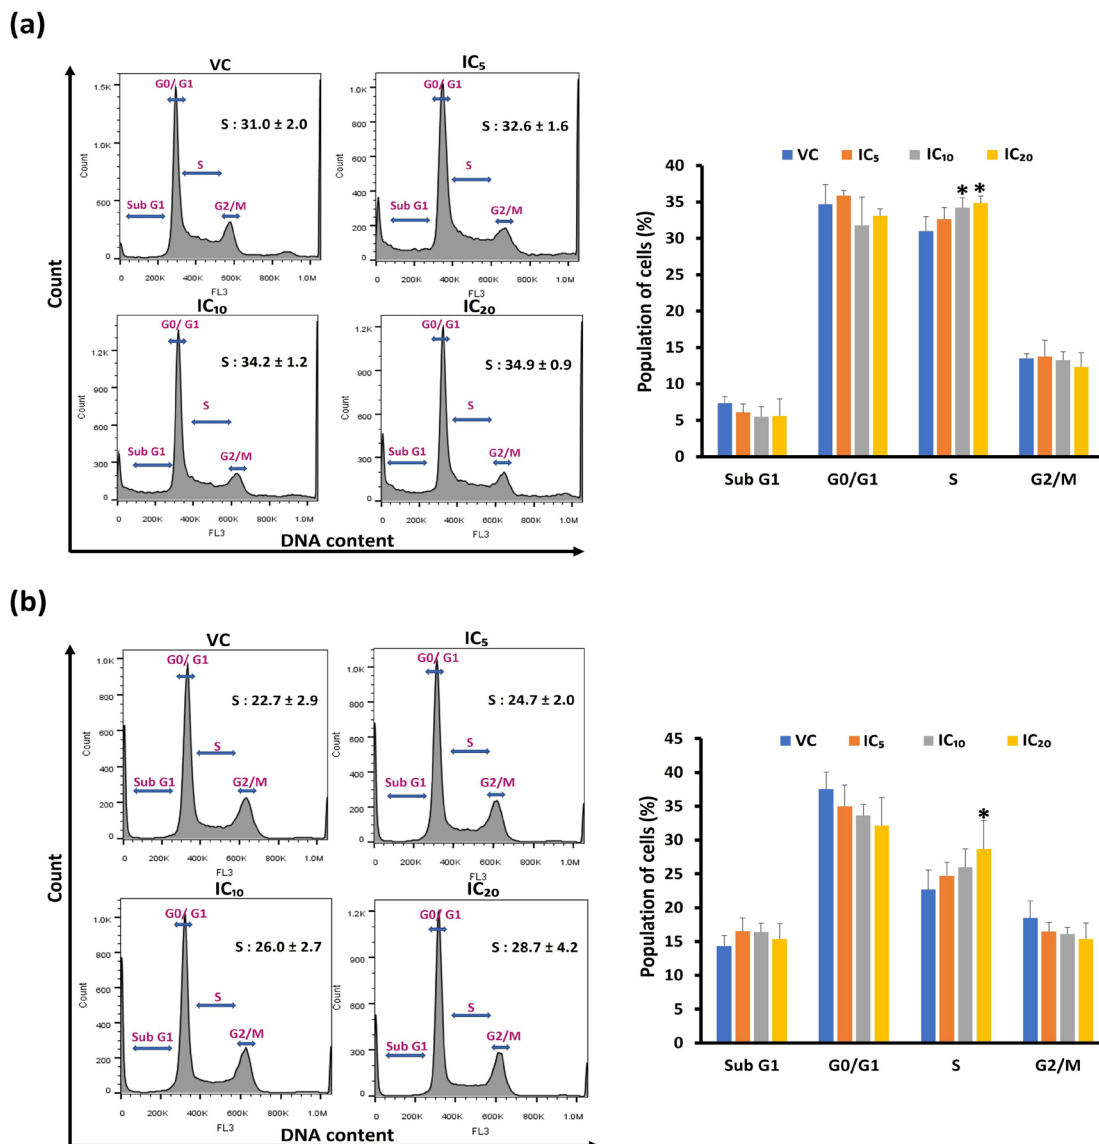 (a)
VC
G0/ G1
S : 31.0 ± 2.0
S
Sub G1
G2/M
Count
1.5K
1.0K
500
0
0 200K 400K 600K 800K 1.0M
FL3
IC₅
G0/ G1
S : 32.6 ± 1.6
S
Sub G1
G2/M
Count
1.0K
800
600
400
200
0
0 200K 400K 600K 800K 1.0M
FL3
IC₁₀
G0/ G1
S : 34.2 ± 1.2
S
Sub G1
G2/M
Count
1.2K
900
600
300
0
0 200K 400K 600K 800K 1.0M
FL3
IC₂₀
G0/ G1
S : 34.9 ± 0.9
S
Sub G1
G2/M
Count
1.2K
900
600
300
0
0 200K 400K 600K 800K 1.0M
FL3
Count
DNA content
VC IC₅ IC₁₀ IC₂₀
Population of cells (%)
40
35
30
25
20
15
10
5
0
* *
Sub G1 G0/G1 S G2/M
(b)
VC
G0/ G1
S : 22.7 ± 2.9
S
Sub G1
G2/M
Count
1.0K
800
600
400
200
0
0 200K 400K 600K 800K 1.0M
FL3
IC₅
G0/ G1
S : 24.7 ± 2.0
S
Sub G1
G2/M
Count
1.0K
800
600
400
200
0
0 200K 400K 600K 800K 1.0M
FL3
IC₁₀
G0/ G1
S : 26.0 ± 2.7
S
Sub G1
G2/M
Count
1.0K
800
600
400
200
0
0 200K 400K 600K 800K 1.0M
FL3
IC₂₀
G0/ G1
S : 28.7 ± 4.2
S
Sub G1
G2/M
Count
1.2K
900
600
300
0
0 200K 400K 600K 800K 1.0M
FL3
Count
DNA content
VC IC₅ IC₁₀ IC₂₀
Population of cells (%)
45
40
35
30
25
20
15
10
5
0
*
Sub G1 G0/G1 S G2/M